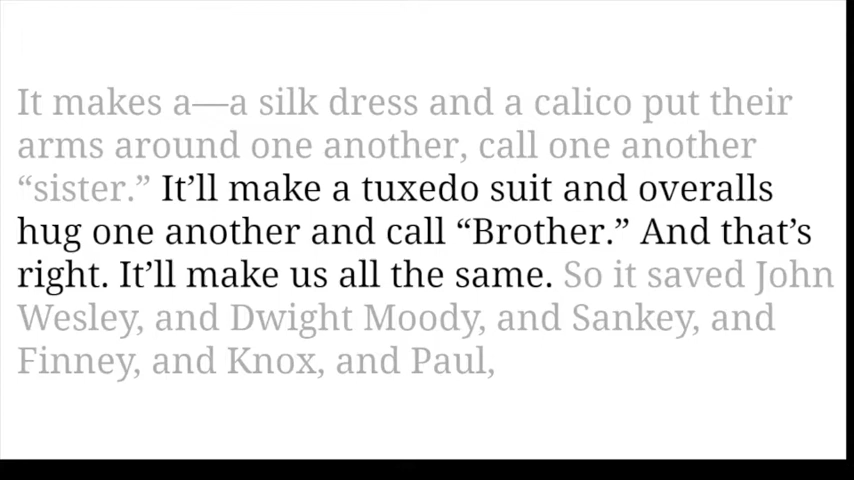 It makes a—a silk dress and a calico put their
arms around one another, call one another
“sister.” It’ll make a tuxedo suit and overalls
hug one another and call “Brother.” And that’s
right. It’ll make us all the same. So it saved John
Wesley, and Dwight Moody, and Sankey, and
Finney, and Knox, and Paul,